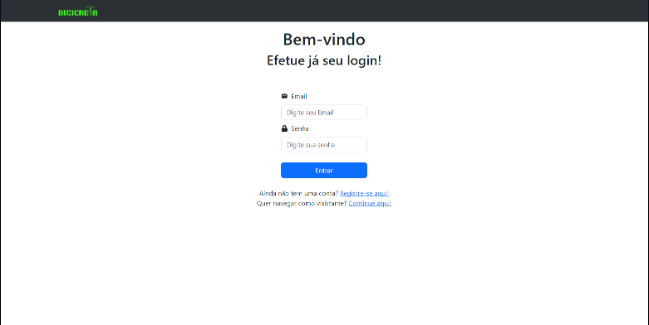 BICICRETA
Bem-vindo
Efetue já seu login!
Email
Digite seu Email
Senha
Digite sua senha
Entrar
Ainda não tem uma conta? Registre-se aqui:
Quer navegar como visistante? Continue aqui: